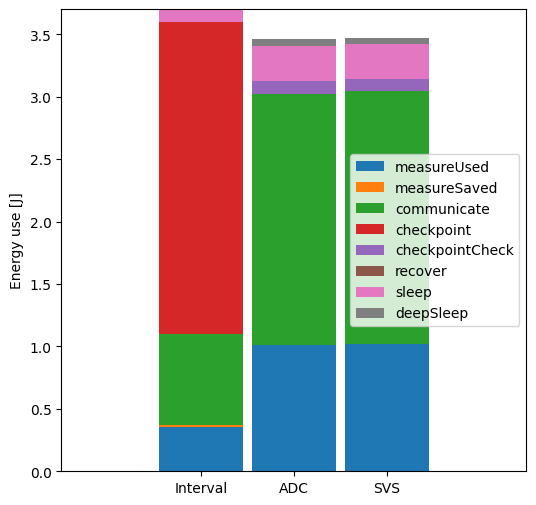 Energy use [J]
3.5
3.0
2.5
2.0
1.5
1.0
0.5
0.0
measureUsed
measureSaved
communicate
checkpoint
checkpointCheck
recover
sleep
deepSleep
Interval
ADC
SVS